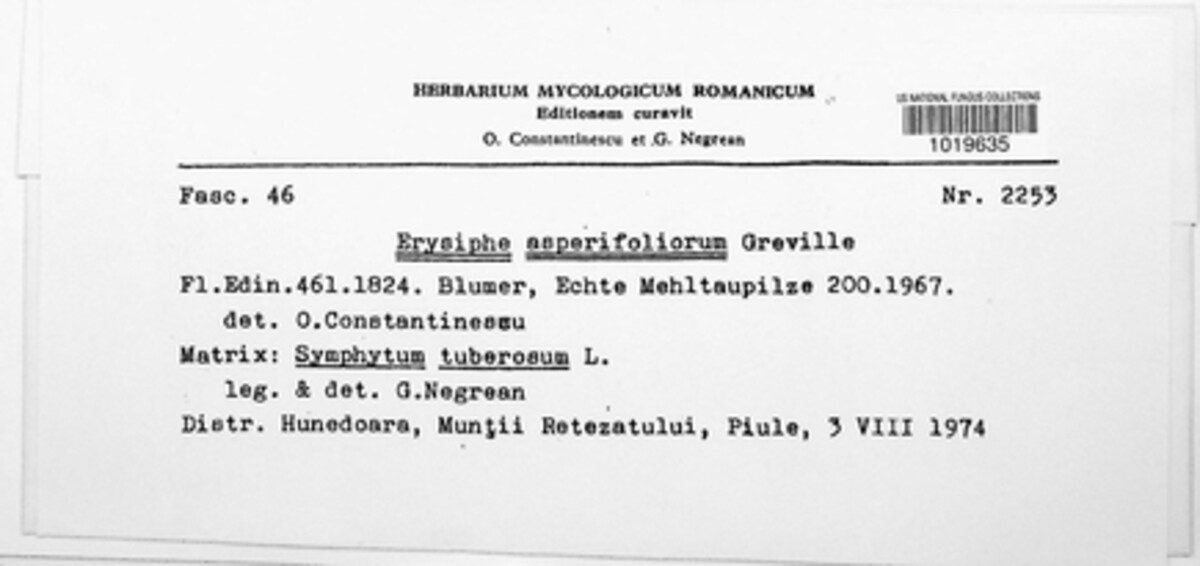 HERBARIUM MYCOLOGICUM ROMANICUM
Editionem curavit
O. Constantinescu et G. Negrean
US NATIONAL FUNGUS COLLECTIONS
1019635
Fasc. 46
Nr. 2253
Erysiphe asperifoliorum Greville
Fl.Edin.461.1824. Blumer, Echte Mehltaupilze 200.1967.
det. O.Constantinescu
Matrix: Symphytum tuberosum L.
leg. & det. G.Negrean
Distr. Hunedoara, Munţii Retezatului, Piule, 3 VIII 1974